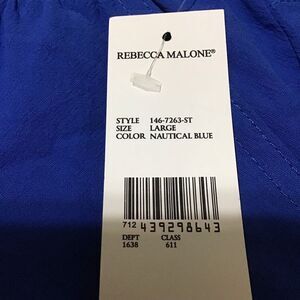 REBECCA MALONE®
STYLE 146-7263-ST
SIZE LARGE
COLOR NAUTICAL BLUE
712 439298643
DEPT CLASS
1638 611